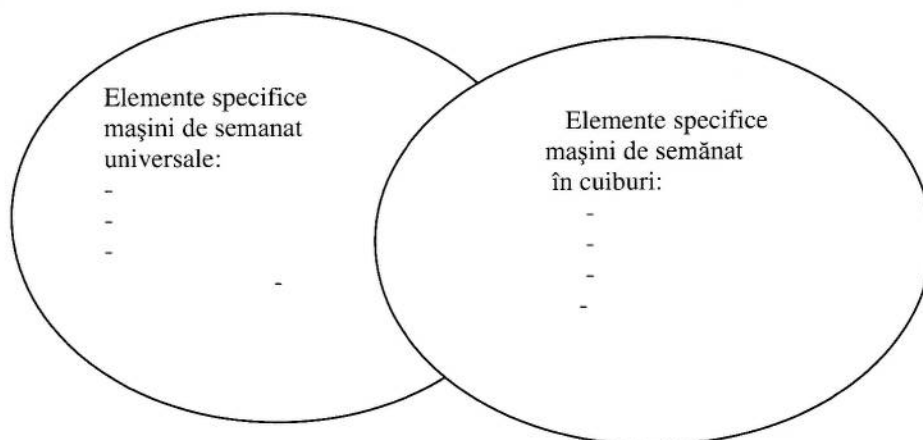 Elemente specifice
maşini de semanat
universale:
-
-
-
-
Elemente specifice
maşini de semănat
în cuiburi:
-
-
-
-